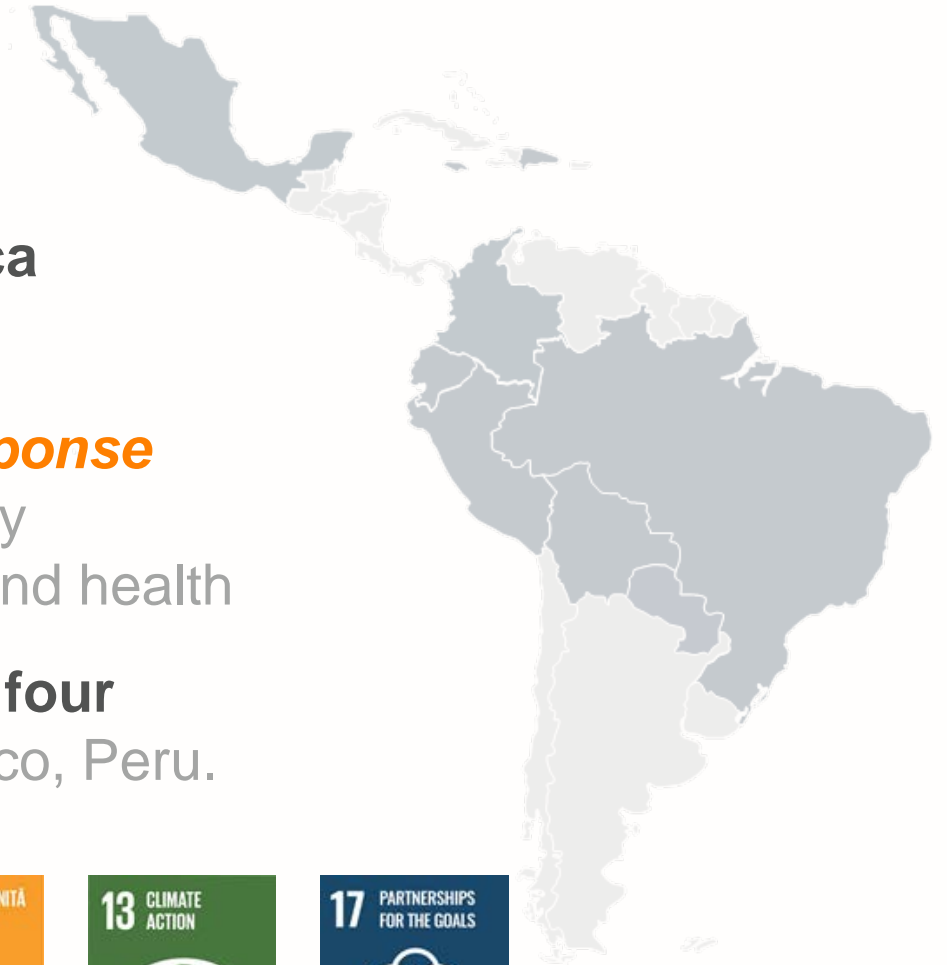 ca
ponse
y
nd health
four
co, Peru.
NITÀ
13 CLIMATE
ACTION
17 PARTNERSHIPS
FOR THE GOALS